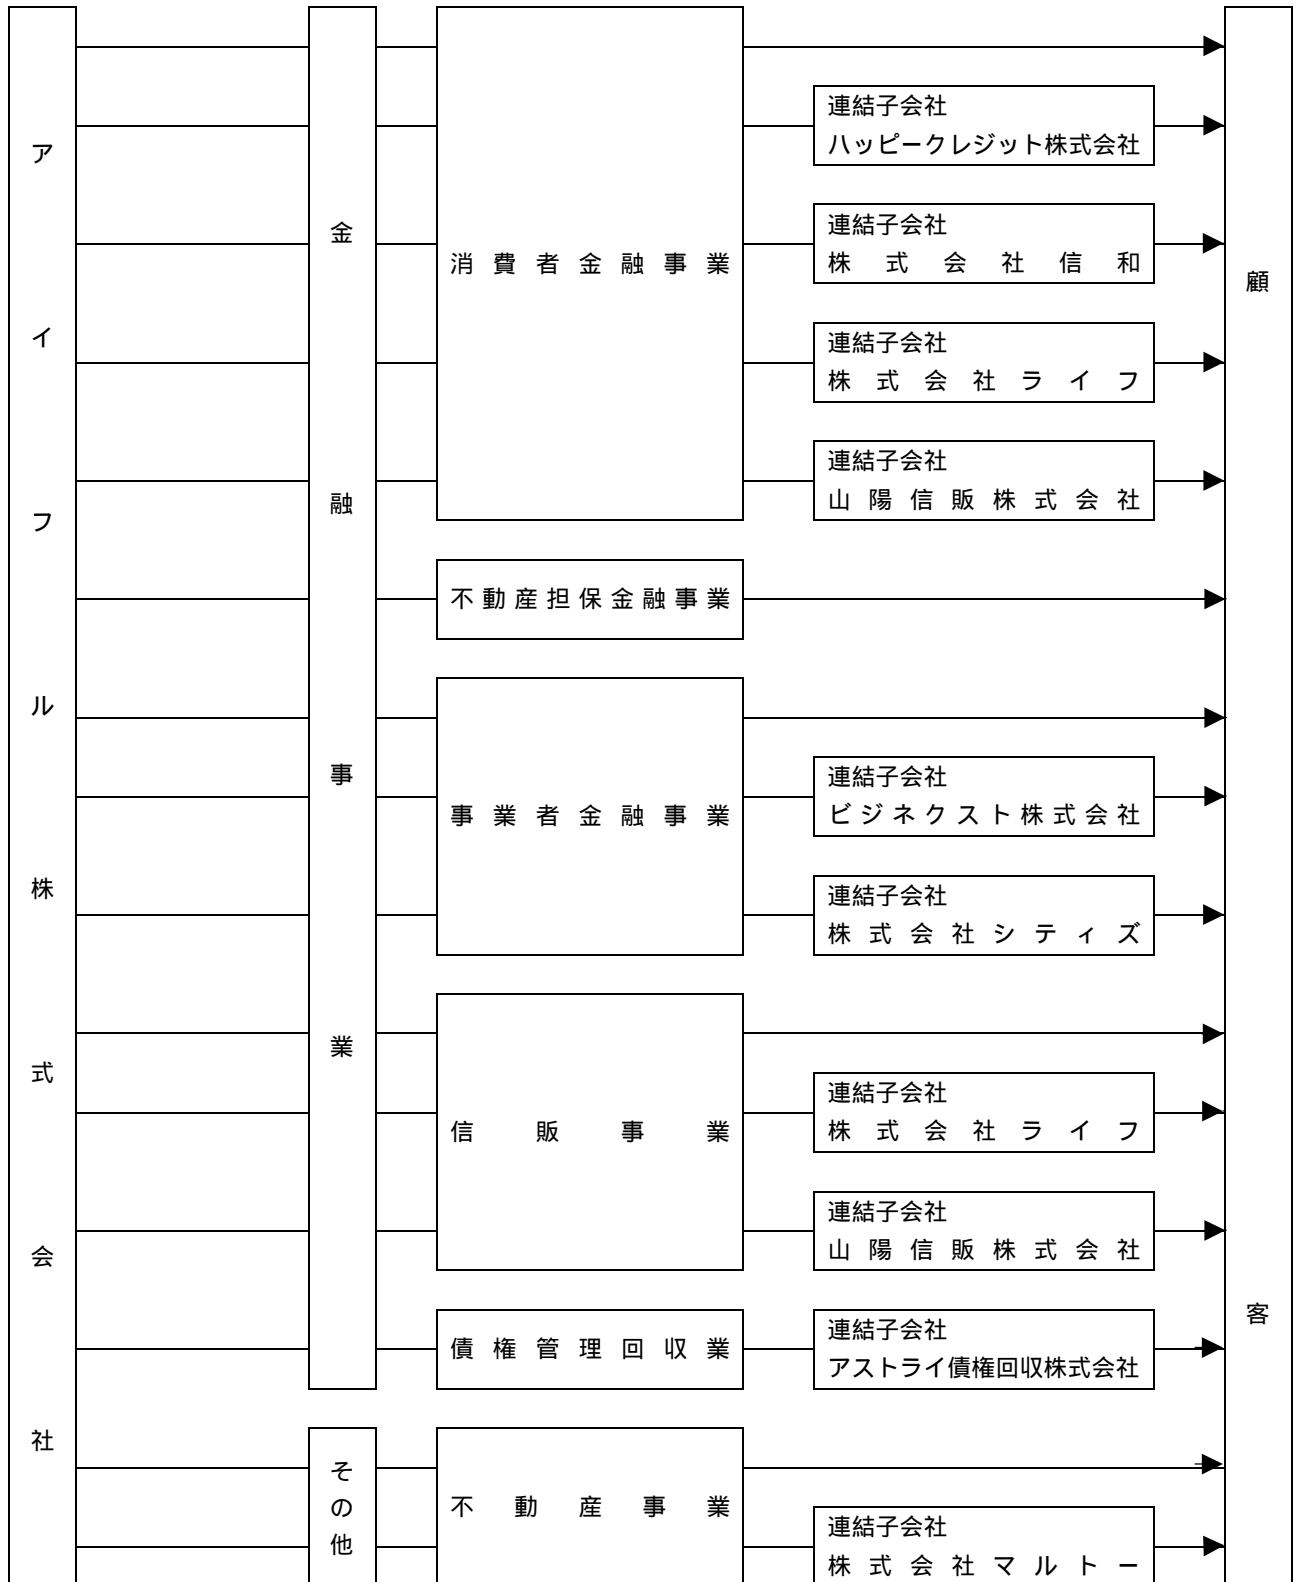 アイフル株式会社
金融事業
消費者金融事業
連結子会社
ハッピークレジット株式会社
連結子会社
株式会社信和
連結子会社
株式会社ライフ
連結子会社
山陽信販株式会社
不動産担保金融事業
事業者金融事業
連結子会社
ビジネクスト株式会社
連結子会社
株式会社シティズ
信販事業
連結子会社
株式会社ライフ
連結子会社
山陽信販株式会社
債権管理回収業
連結子会社
アストライ債権回収株式会社
その他
不動産事業
連結子会社
株式会社マルトー
顧客